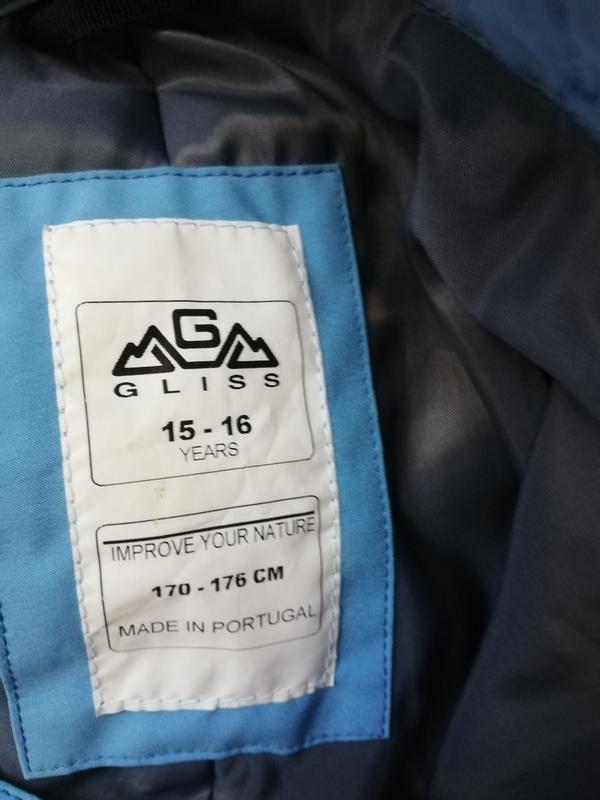 G
GLISS
15 - 16
YEARS
IMPROVE YOUR NATURE
170 - 176 CM
MADE IN PORTUGAL